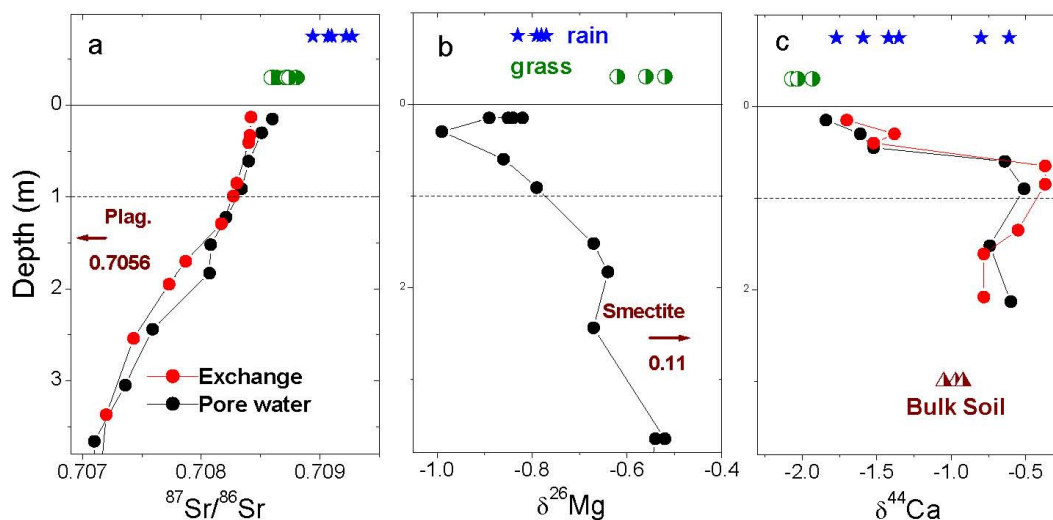 a
Depth (m)
0
1
2
3
Plag.
0.7056
Exchange
Pore water
0.707
0.708
0.709
⁸⁷Sr/⁸⁶Sr
b
rain
grass
0
2
Smectite
0.11
-1.0
-0.8
-0.6
-0.4
δ²⁶Mg
c
0
2
Bulk Soil
-2.0
-1.5
-1.0
-0.5
δ⁴⁴Ca